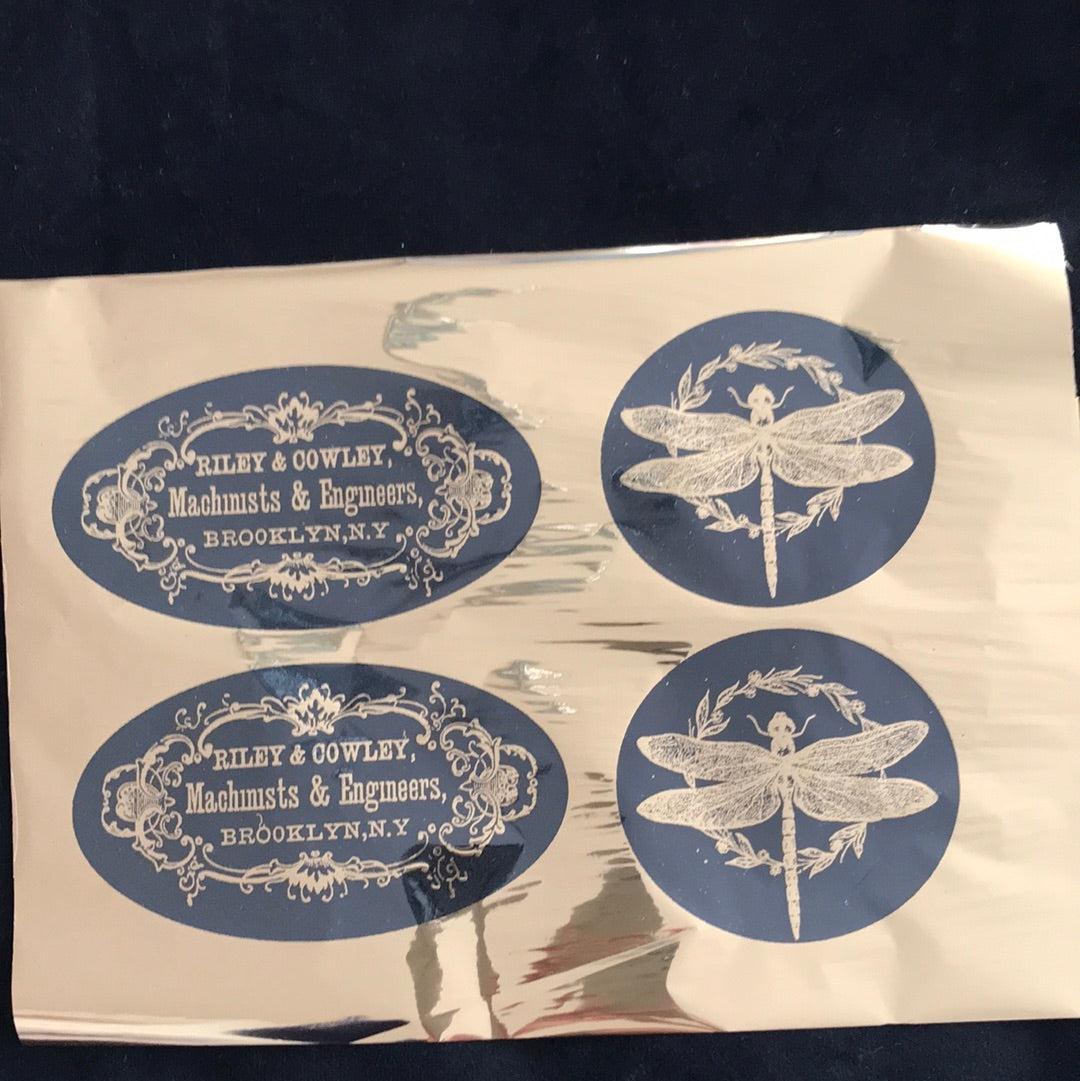 RILEY & COWLEY,
Machinists & Engineers,
BROOKLYN,N.Y
RILEY & COWLEY,
Machinists & Engineers,
BROOKLYN,N.Y